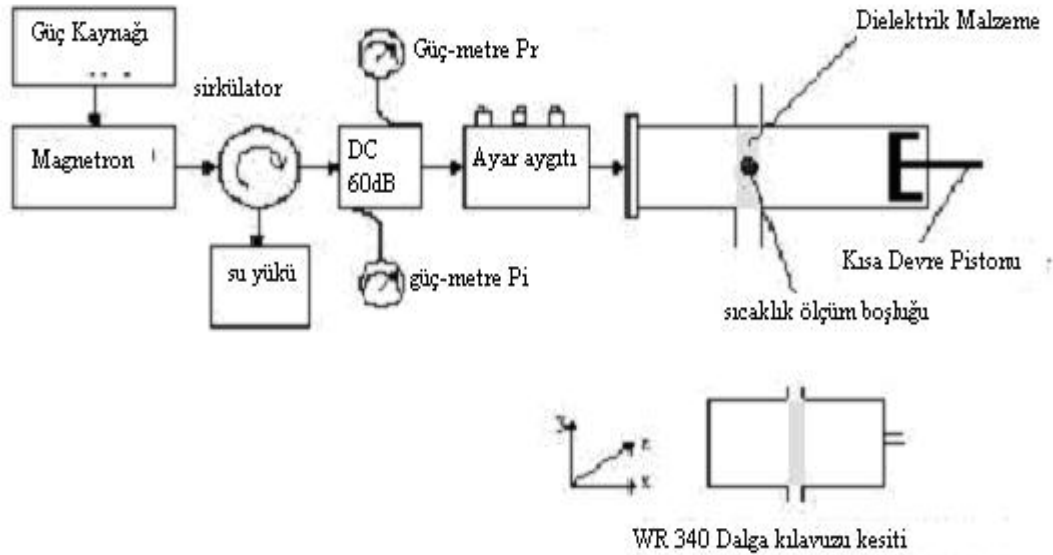 Güç Kaynağı
Magnetron
sirkülator
su yükü
Güç-metre Pr
DC
60dB
güç-metre Pi
Ayar aygıtı
Dielektrik Malzeme
Kısa Devre Pistonu
sıcaklık ölçüm boşluğu
y
z
x
WR 340 Dalga kılavuzu kesiti